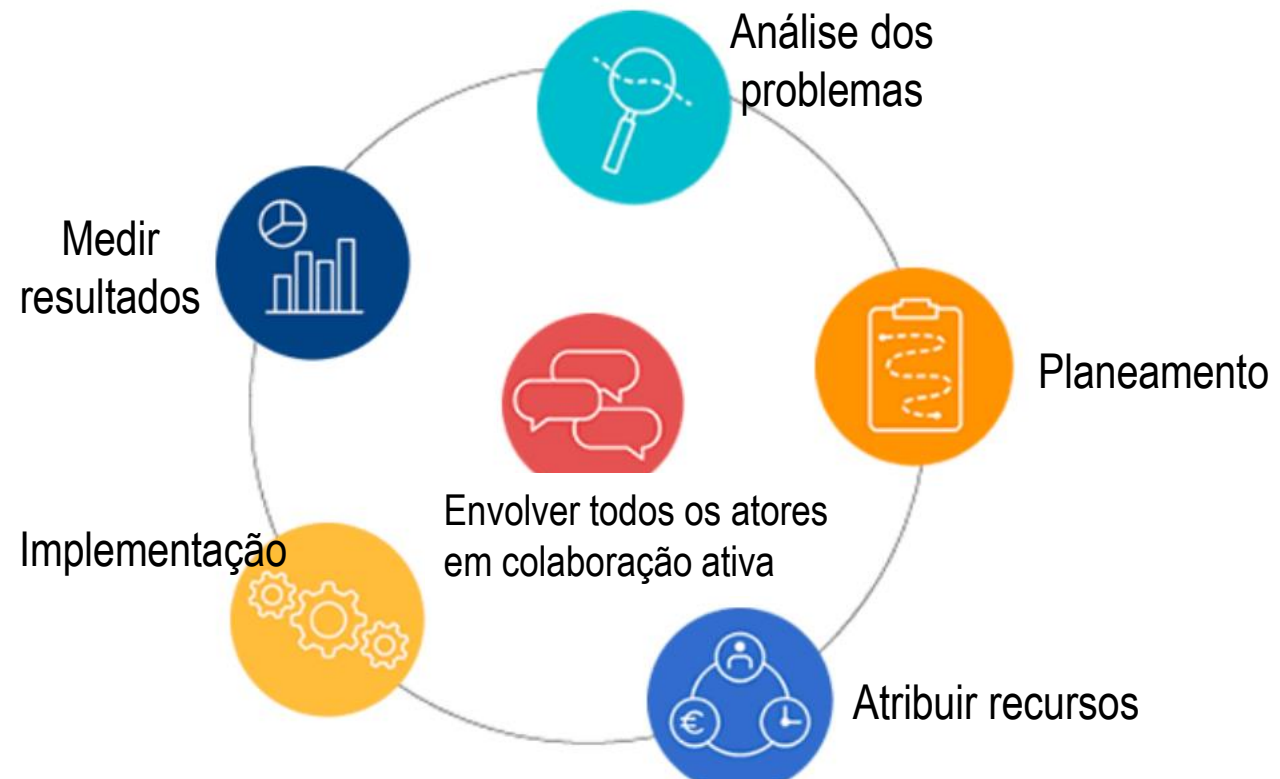 Análise dos
problemas
Medir
resultados
Planeamento
Envolver todos os atores
em colaboração ativa
Implementação
Atribuir recursos
€